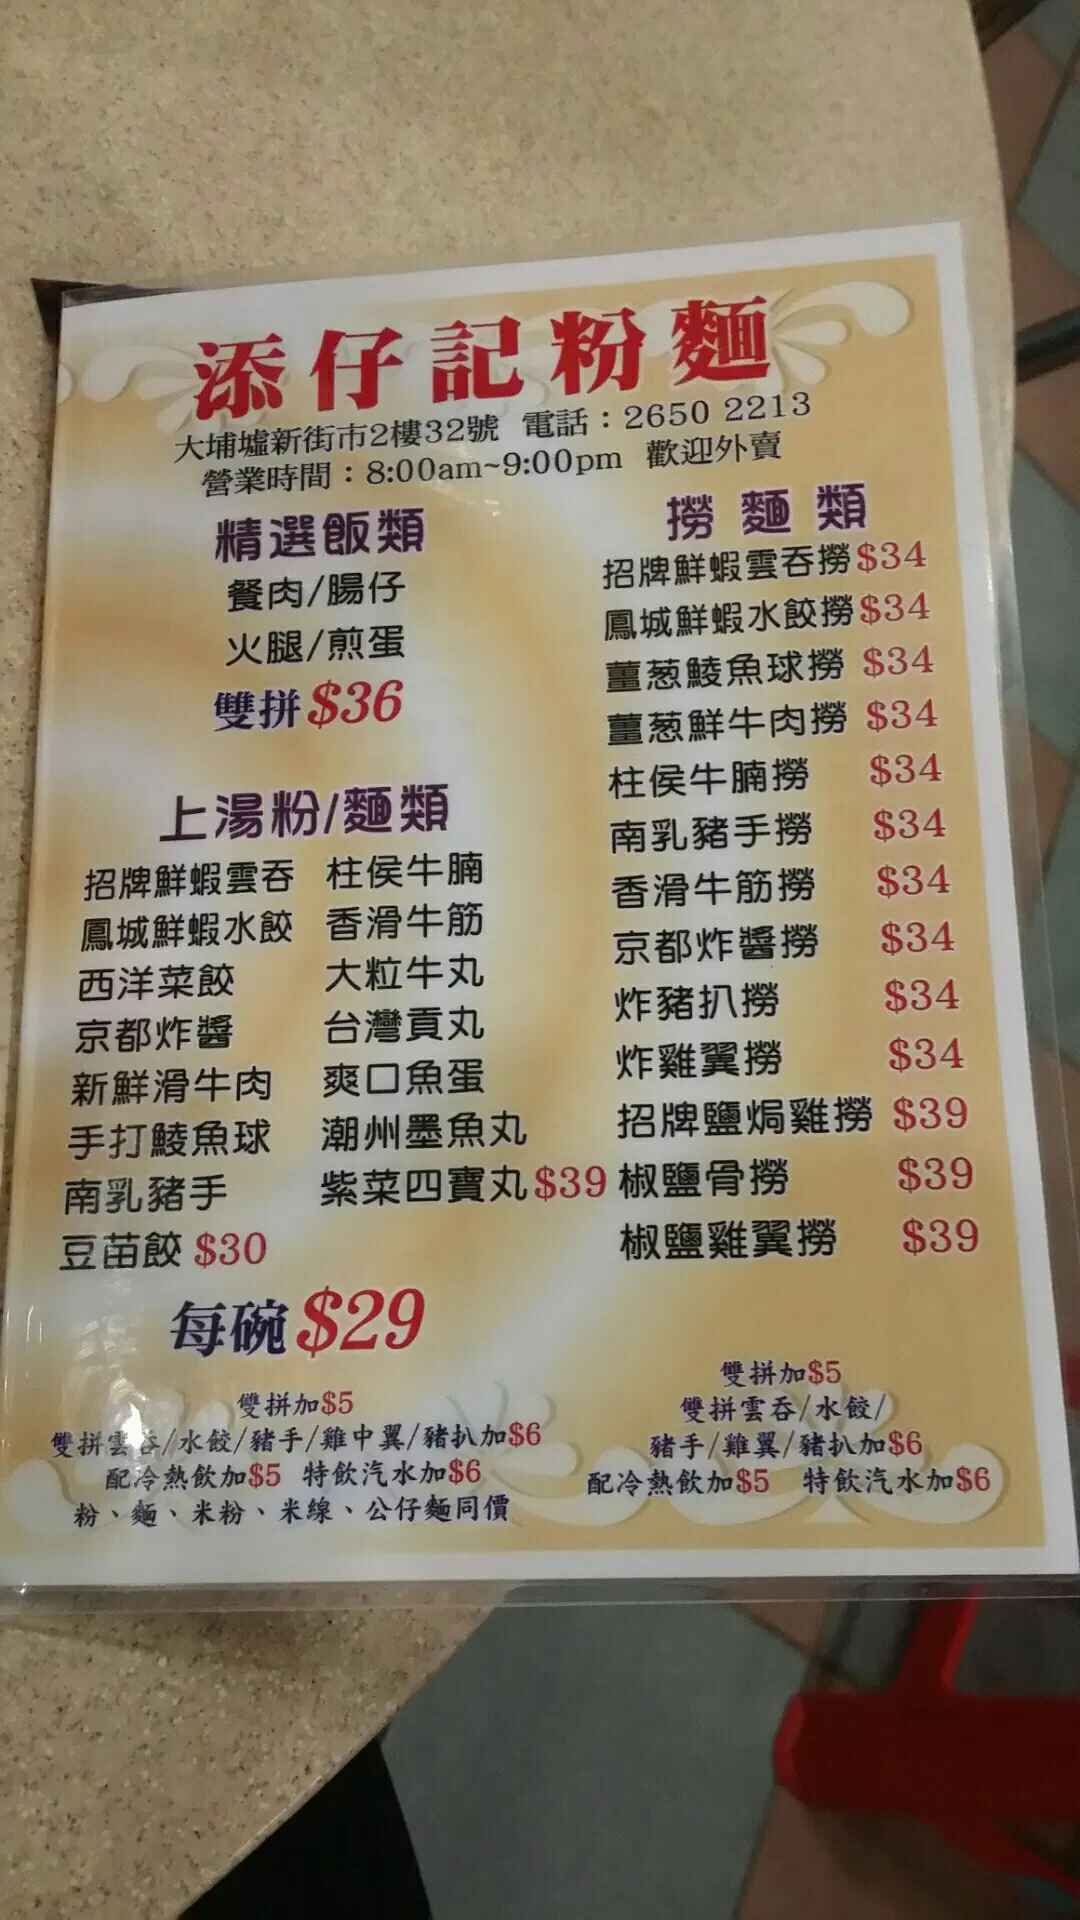 添仔記粉麵
大埔墟新街市2樓32號 電話：2650 2213
營業時間：8:00am~9:00pm 歡迎外賣
精選飯類
餐肉/腸仔
火腿/煎蛋
雙拼$36
上湯粉/麵類
招牌鮮蝦雲吞 柱侯牛腩
鳳城鮮蝦水餃 香滑牛筋
西洋菜餃 大粒牛丸
京都炸醬 台灣貢丸
新鮮滑牛肉 爽口魚蛋
手打鯪魚球 潮州墨魚丸
南乳豬手 紫菜四寶丸$39
豆苗餃 $30
每碗$29
雙拼加$5
雙拼雲吞/水餃/豬手/雞中翼/豬扒加$6
配冷熱飲加$5 特飲汽水加$6
粉、麵、米粉、米線、公仔麵同價
撈麵類
招牌鮮蝦雲吞撈$34
鳳城鮮蝦水餃撈$34
薑葱鯪魚球撈 $34
薑葱鮮牛肉撈 $34
柱侯牛腩撈 $34
南乳豬手撈 $34
香滑牛筋撈 $34
京都炸醬撈 $34
炸豬扒撈 $34
炸雞翼撈 $34
招牌鹽焗雞撈 $39
椒鹽骨撈 $39
椒鹽雞翼撈 $39
雙拼加$5
雙拼雲吞/水餃/
豬手/雞翼/豬扒加$6
配冷熱飲加$5 特飲汽水加$6